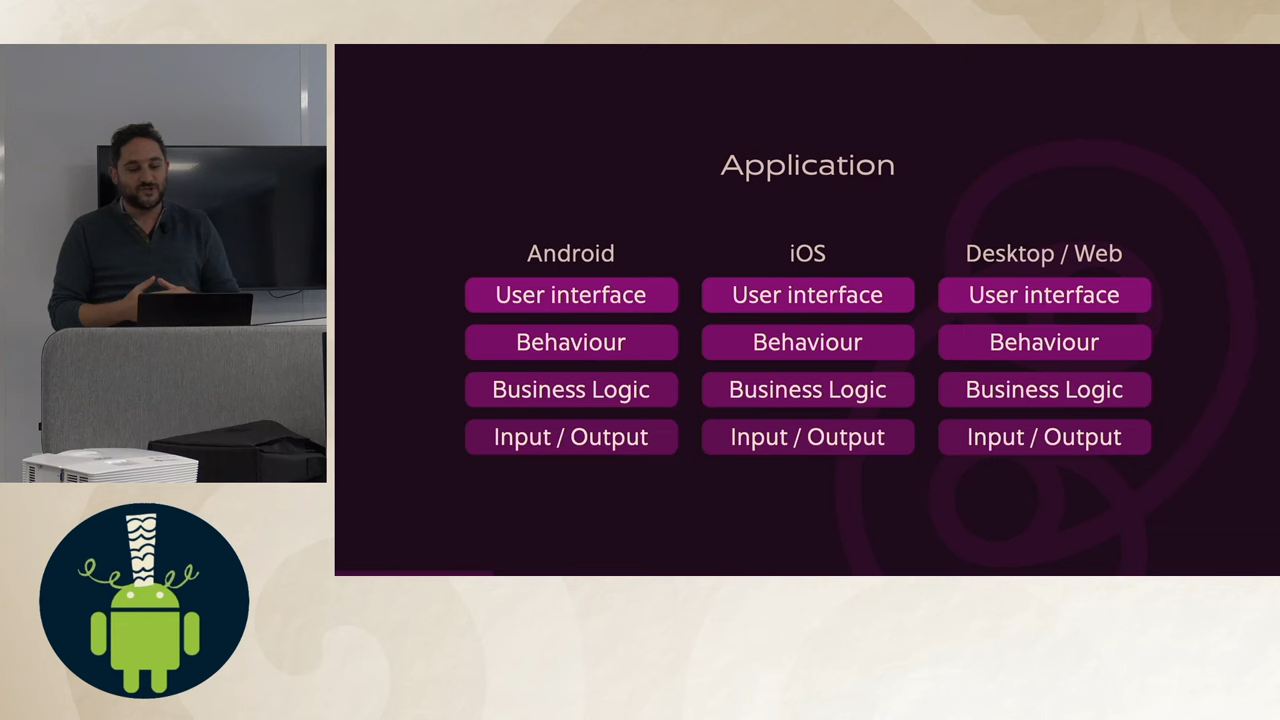 Application
Android iOS Desktop / Web
User interface User interface User interface
Behaviour Behaviour Behaviour
Business Logic Business Logic Business Logic
Input / Output Input / Output Input / Output